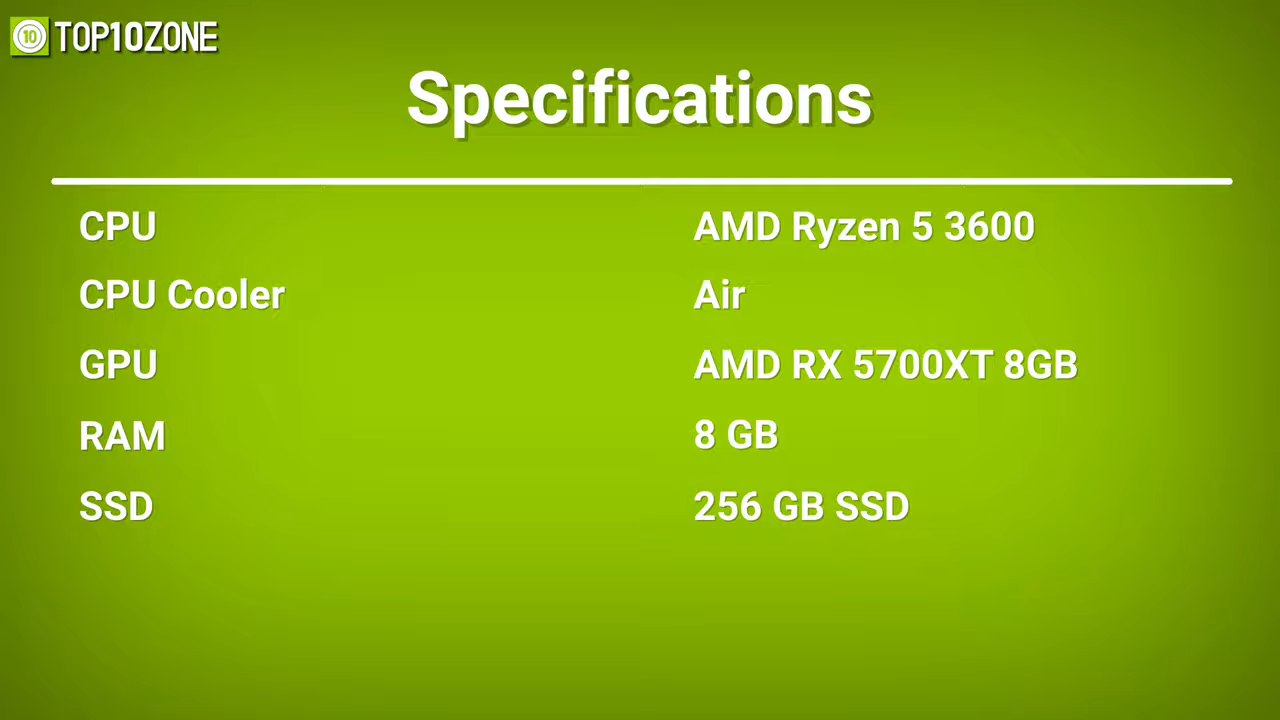 10 TOP10ZONE
Specifications
CPU AMD Ryzen 5 3600
CPU Cooler Air
GPU AMD RX 5700XT 8GB
RAM 8 GB
SSD 256 GB SSD